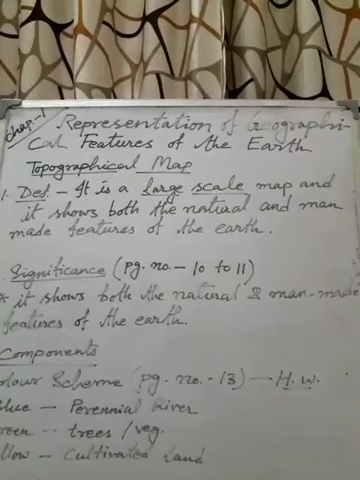 Chap.-1
Representation of Geographi-
cal Features of the Earth
Topographical Map
1. Def. - It is a large scale map and
it shows both the natural and man
made features of the earth.
Significance (pg. no. - 10 to 11)
* it shows both the natural & man-made
features of the earth.
Components
olour Scheme (pg. no. - 13) — H.w.
Blue — Perennial River
reen — trees/veg.
llow — Cultivated land